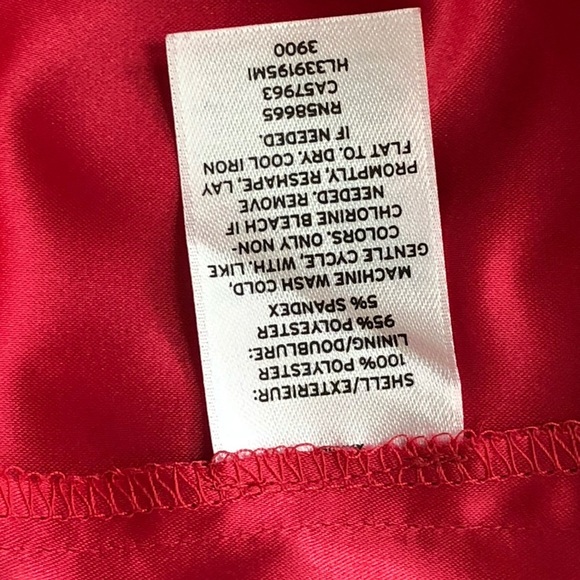 SHELL/EXTERIEUR:
100% POLYESTER
LINING/DOUBLURE:
95% POLYESTER
5% SPANDEX
MACHINE WASH COLD,
GENTLE CYCLE, WITH, LIKE
COLORS. ONLY NON-
CHLORINE BLEACH IF
NEEDED. REMOVE
PROMPTLY, RESHAPE, LAY
FLAT TO. DRY, COOL IRON
IF NEEDED.
RN58665
CA57963
HL339195MI
3900